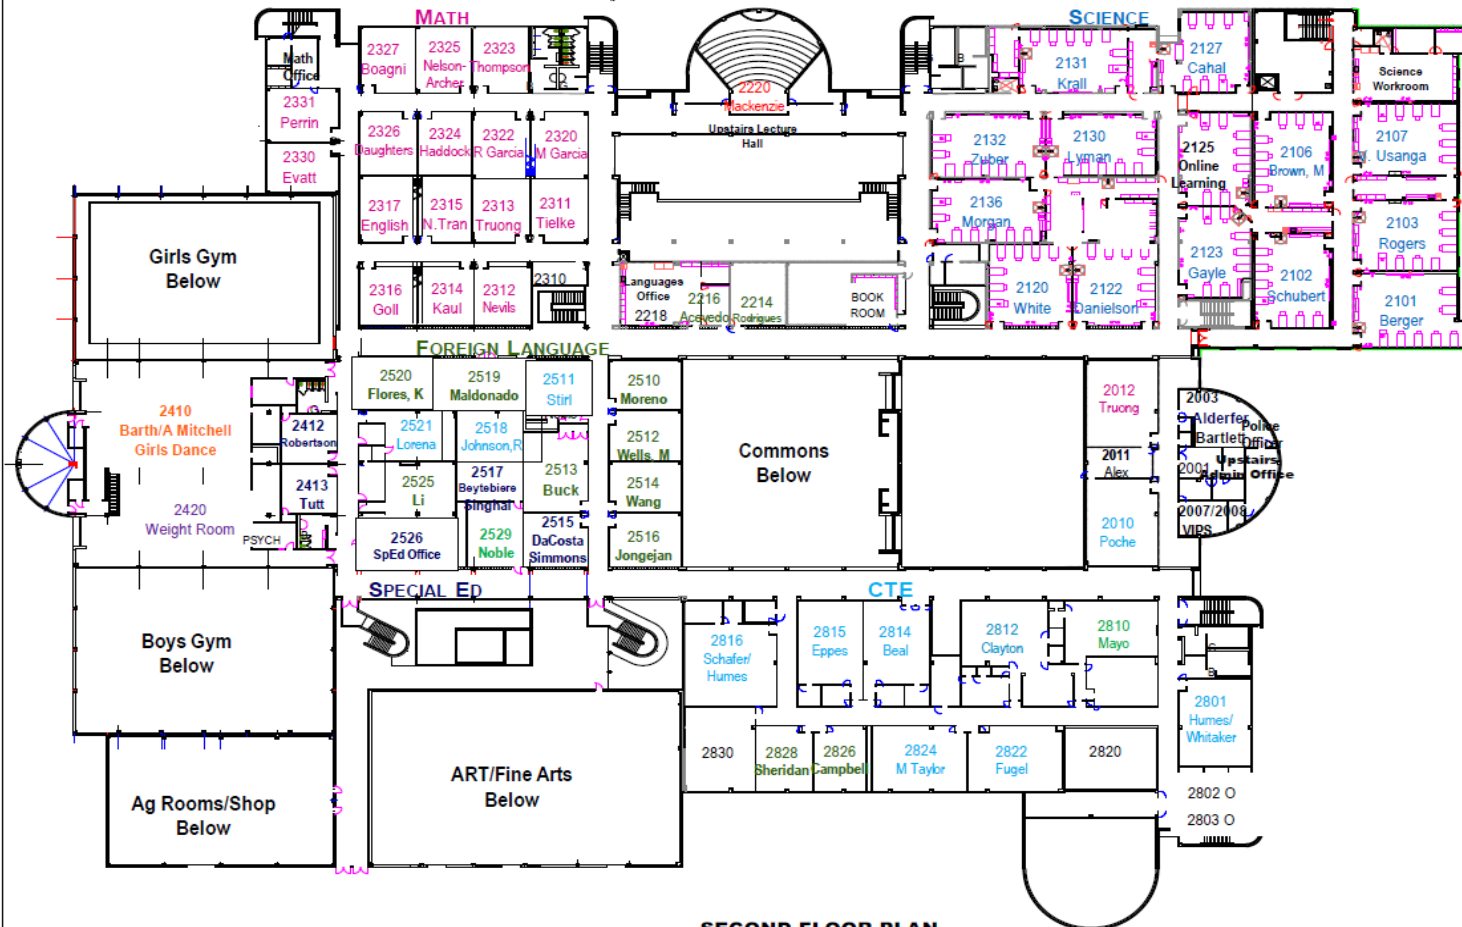 MATH
SCIENCE
Math
Office
2327
Boagni
2325
Nelson-
Archer
2323
Thompson
2331
Perrin
2330
Evatt
2326
Daughters
2324
Haddock
2322
R Garcia
2320
M Garcia
2317
English
2315
N.Tran
2313
Truong
2311
Tielke
2316
Goll
2314
Kaul
2312
Nevils
2310
2220
Mackenzie
Upstairs Lecture
Hall
Languages
Office
2218
2216
Acevedo
2214
Rodrigues
BOOK
ROOM
2131
Krall
2127
Cahal
Science
Workroom
2132
Zuber
2130
Lyman
2125
Online
Learning
2106
Brown, M
2107
Usanga
2136
Morgan
2123
Gayle
2103
Rogers
2120
White
2122
Danielson
2102
Schubert
2101
Berger
Girls Gym
Below
FOREIGN LANGUAGE
2520
Flores, K
2519
Maldonado
2511
Stirl
2510
Moreno
2410
Barth/A Mitchell
Girls Dance
2412
Robertson
2521
Lorena
2518
Johnson,R
2512
Wells, M
2413
Tutt
2525
Li
2517
Beytebiere
Singhal
2513
Buck
2514
Wang
2420
Weight Room
PSYCH
2526
SpEd Office
2529
Noble
2515
DaCosta
Simmons
2516
Jongejan
Commons
Below
2012
Truong
2011
Alex
2010
Poche
2003
Alderfer
Bartlett
Police
Officer
Upstairs
Admin Office
2001
2007/2008
VIPS
SPECIAL ED
CTE
Boys Gym
Below
2816
Schafer/
Humes
2815
Eppes
2814
Beal
2812
Clayton
2810
Mayo
2801
Humes/
Whitaker
2830
2828
Sheridan
2826
Campbell
2824
M Taylor
2822
Fugel
2820
2802 O
2803 O
Ag Rooms/Shop
Below
ART/Fine Arts
Below
SECOND FLOOR PLAN